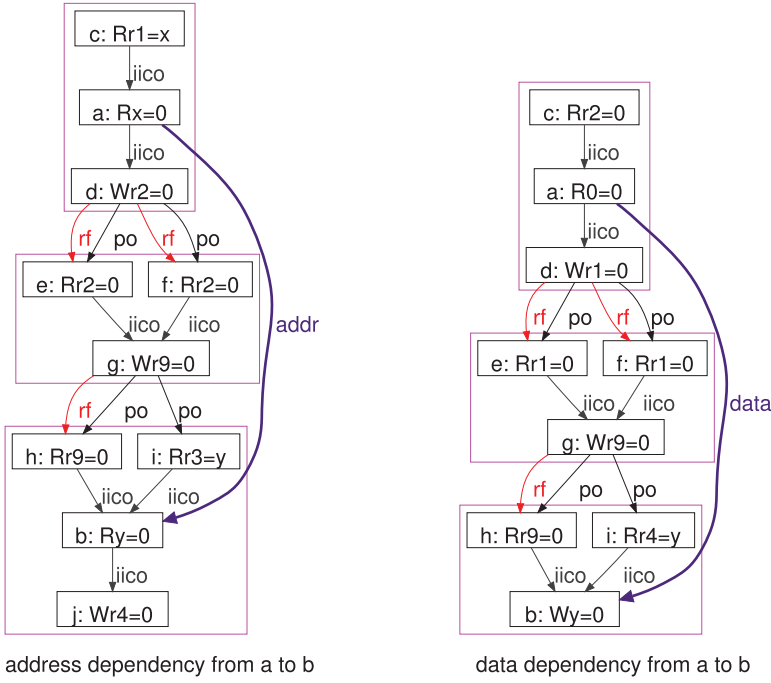 c: Rr1=x
iico
a: Rx=0
iico
d: Wr2=0
rf po rf po
e: Rr2=0 f: Rr2=0
iico iico
addr
g: Wr9=0
rf po po
h: Rr9=0 i: Rr3=y
iico iico
b: Ry=0
iico
j: Wr4=0
address dependency from a to b
c: Rr2=0
iico
a: R0=0
iico
d: Wr1=0
rf po rf po
e: Rr1=0 f: Rr1=0
iico iico
data
g: Wr9=0
rf po po
h: Rr9=0 i: Rr4=y
iico iico
b: Wy=0
data dependency from a to b